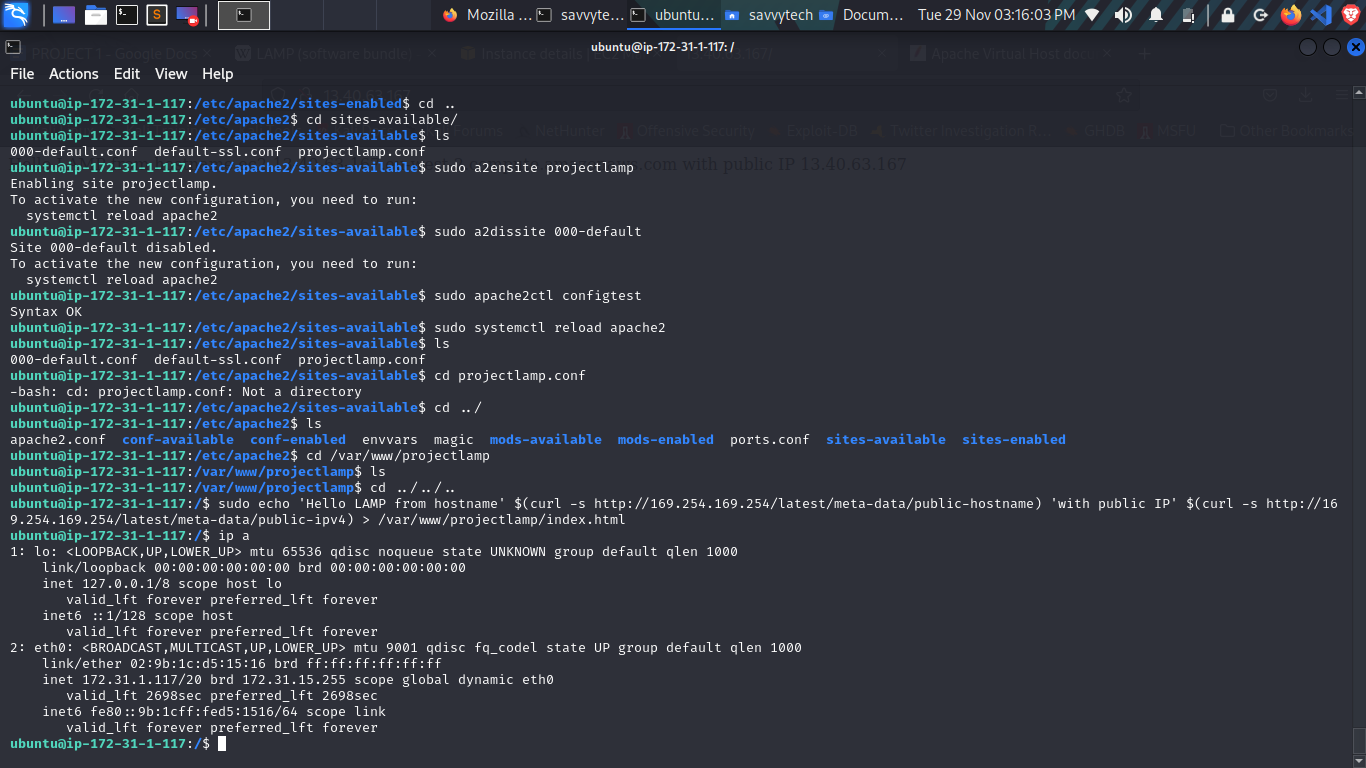 Mozilla ...
savvyte...
ubuntu...
savvytech
Docum...
Tue 29 Nov 03:16:03 PM
ubuntu@ip-172-31-1-117: /
File Actions Edit View Help
ubuntu@ip-172-31-1-117:/etc/apache2/sites-enabled$ cd ..
ubuntu@ip-172-31-1-117:/etc/apache2$ cd sites-available/
ubuntu@ip-172-31-1-117:/etc/apache2/sites-available$ ls
000-default.conf  default-ssl.conf  projectlamp.conf
ubuntu@ip-172-31-1-117:/etc/apache2/sites-available$ sudo a2ensite projectlamp
Enabling site projectlamp.
To activate the new configuration, you need to run:
  systemctl reload apache2
ubuntu@ip-172-31-1-117:/etc/apache2/sites-available$ sudo a2dissite 000-default
Site 000-default disabled.
To activate the new configuration, you need to run:
  systemctl reload apache2
ubuntu@ip-172-31-1-117:/etc/apache2/sites-available$ sudo apache2ctl configtest
Syntax OK
ubuntu@ip-172-31-1-117:/etc/apache2/sites-available$ sudo systemctl reload apache2
ubuntu@ip-172-31-1-117:/etc/apache2/sites-available$ ls
000-default.conf  default-ssl.conf  projectlamp.conf
ubuntu@ip-172-31-1-117:/etc/apache2/sites-available$ cd projectlamp.conf
-bash: cd: projectlamp.conf: Not a directory
ubuntu@ip-172-31-1-117:/etc/apache2/sites-available$ cd ../
ubuntu@ip-172-31-1-117:/etc/apache2$ ls
apache2.conf  conf-available  conf-enabled  envvars  magic  mods-available  mods-enabled  ports.conf  sites-available  sites-enabled
ubuntu@ip-172-31-1-117:/etc/apache2$ cd /var/www/projectlamp
ubuntu@ip-172-31-1-117:/var/www/projectlamp$ ls
ubuntu@ip-172-31-1-117:/var/www/projectlamp$ cd ../../..
ubuntu@ip-172-31-1-117:/$ sudo echo 'Hello LAMP from hostname' $(curl -s http://169.254.169.254/latest/meta-data/public-hostname) 'with public IP' $(curl -s http://16
9.254.169.254/latest/meta-data/public-ipv4) > /var/www/projectlamp/index.html
ubuntu@ip-172-31-1-117:/$ ip a
1: lo: <LOOPBACK,UP,LOWER_UP> mtu 65536 qdisc noqueue state UNKNOWN group default qlen 1000
    link/loopback 00:00:00:00:00:00 brd 00:00:00:00:00:00
    inet 127.0.0.1/8 scope host lo
       valid_lft forever preferred_lft forever
    inet6 ::1/128 scope host
       valid_lft forever preferred_lft forever
2: eth0: <BROADCAST,MULTICAST,UP,LOWER_UP> mtu 9001 qdisc fq_codel state UP group default qlen 1000
    link/ether 02:9b:1c:d5:15:16 brd ff:ff:ff:ff:ff:ff
    inet 172.31.1.117/20 brd 172.31.15.255 scope global dynamic eth0
       valid_lft 2698sec preferred_lft 2698sec
    inet6 fe80::9b:1cff:fed5:1516/64 scope link
       valid_lft forever preferred_lft forever
ubuntu@ip-172-31-1-117:/$